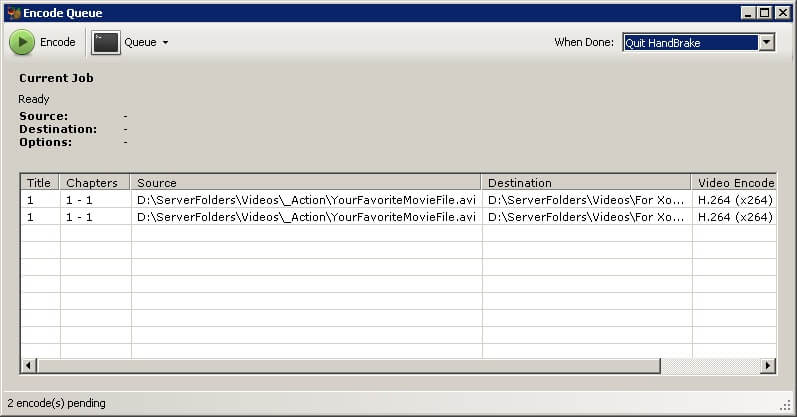 Encode Queue
Encode Queue When Done: Quit HandBrake
Current Job
Ready
Source: -
Destination: -
Options: -
Title Chapters Source Destination Video Encode
1 1 - 1 D:\ServerFolders\Videos\_Action\YourFavoriteMovieFile.avi D:\ServerFolders\Videos\For Xo... H.264 (x264)
1 1 - 1 D:\ServerFolders\Videos\_Action\YourFavoriteMovieFile.avi D:\ServerFolders\Videos\For Xo... H.264 (x264)
2 encode(s) pending